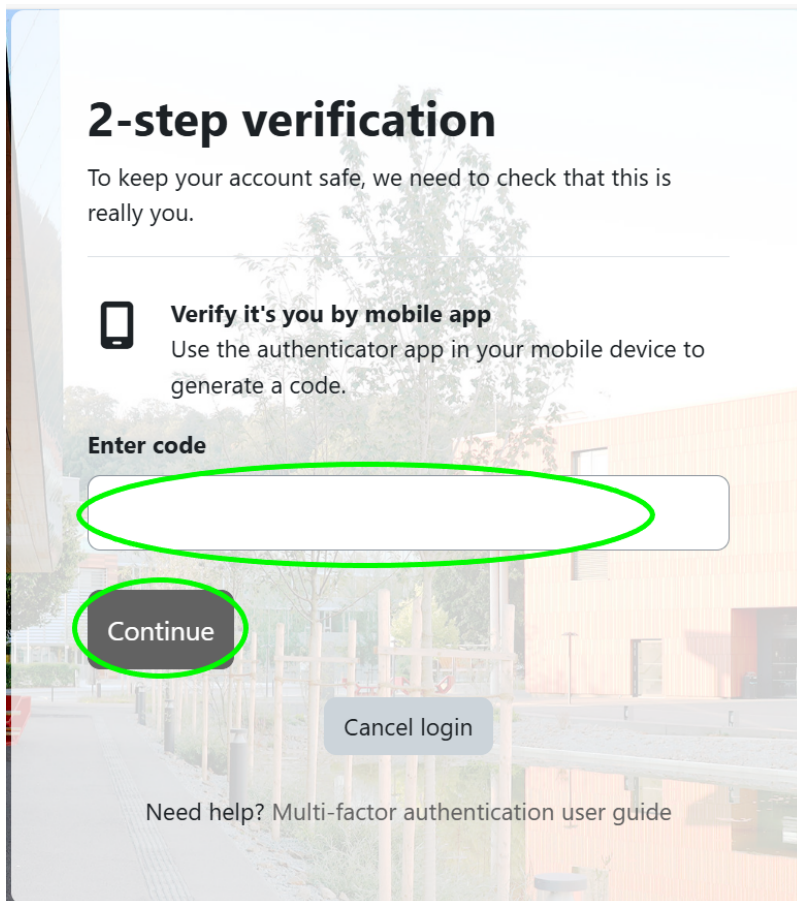 2-step verification
To keep your account safe, we need to check that this is
really you.
Verify it's you by mobile app
Use the authenticator app in your mobile device to
generate a code.
Enter code
Continue
Cancel login
Need help? Multi-factor authentication user guide